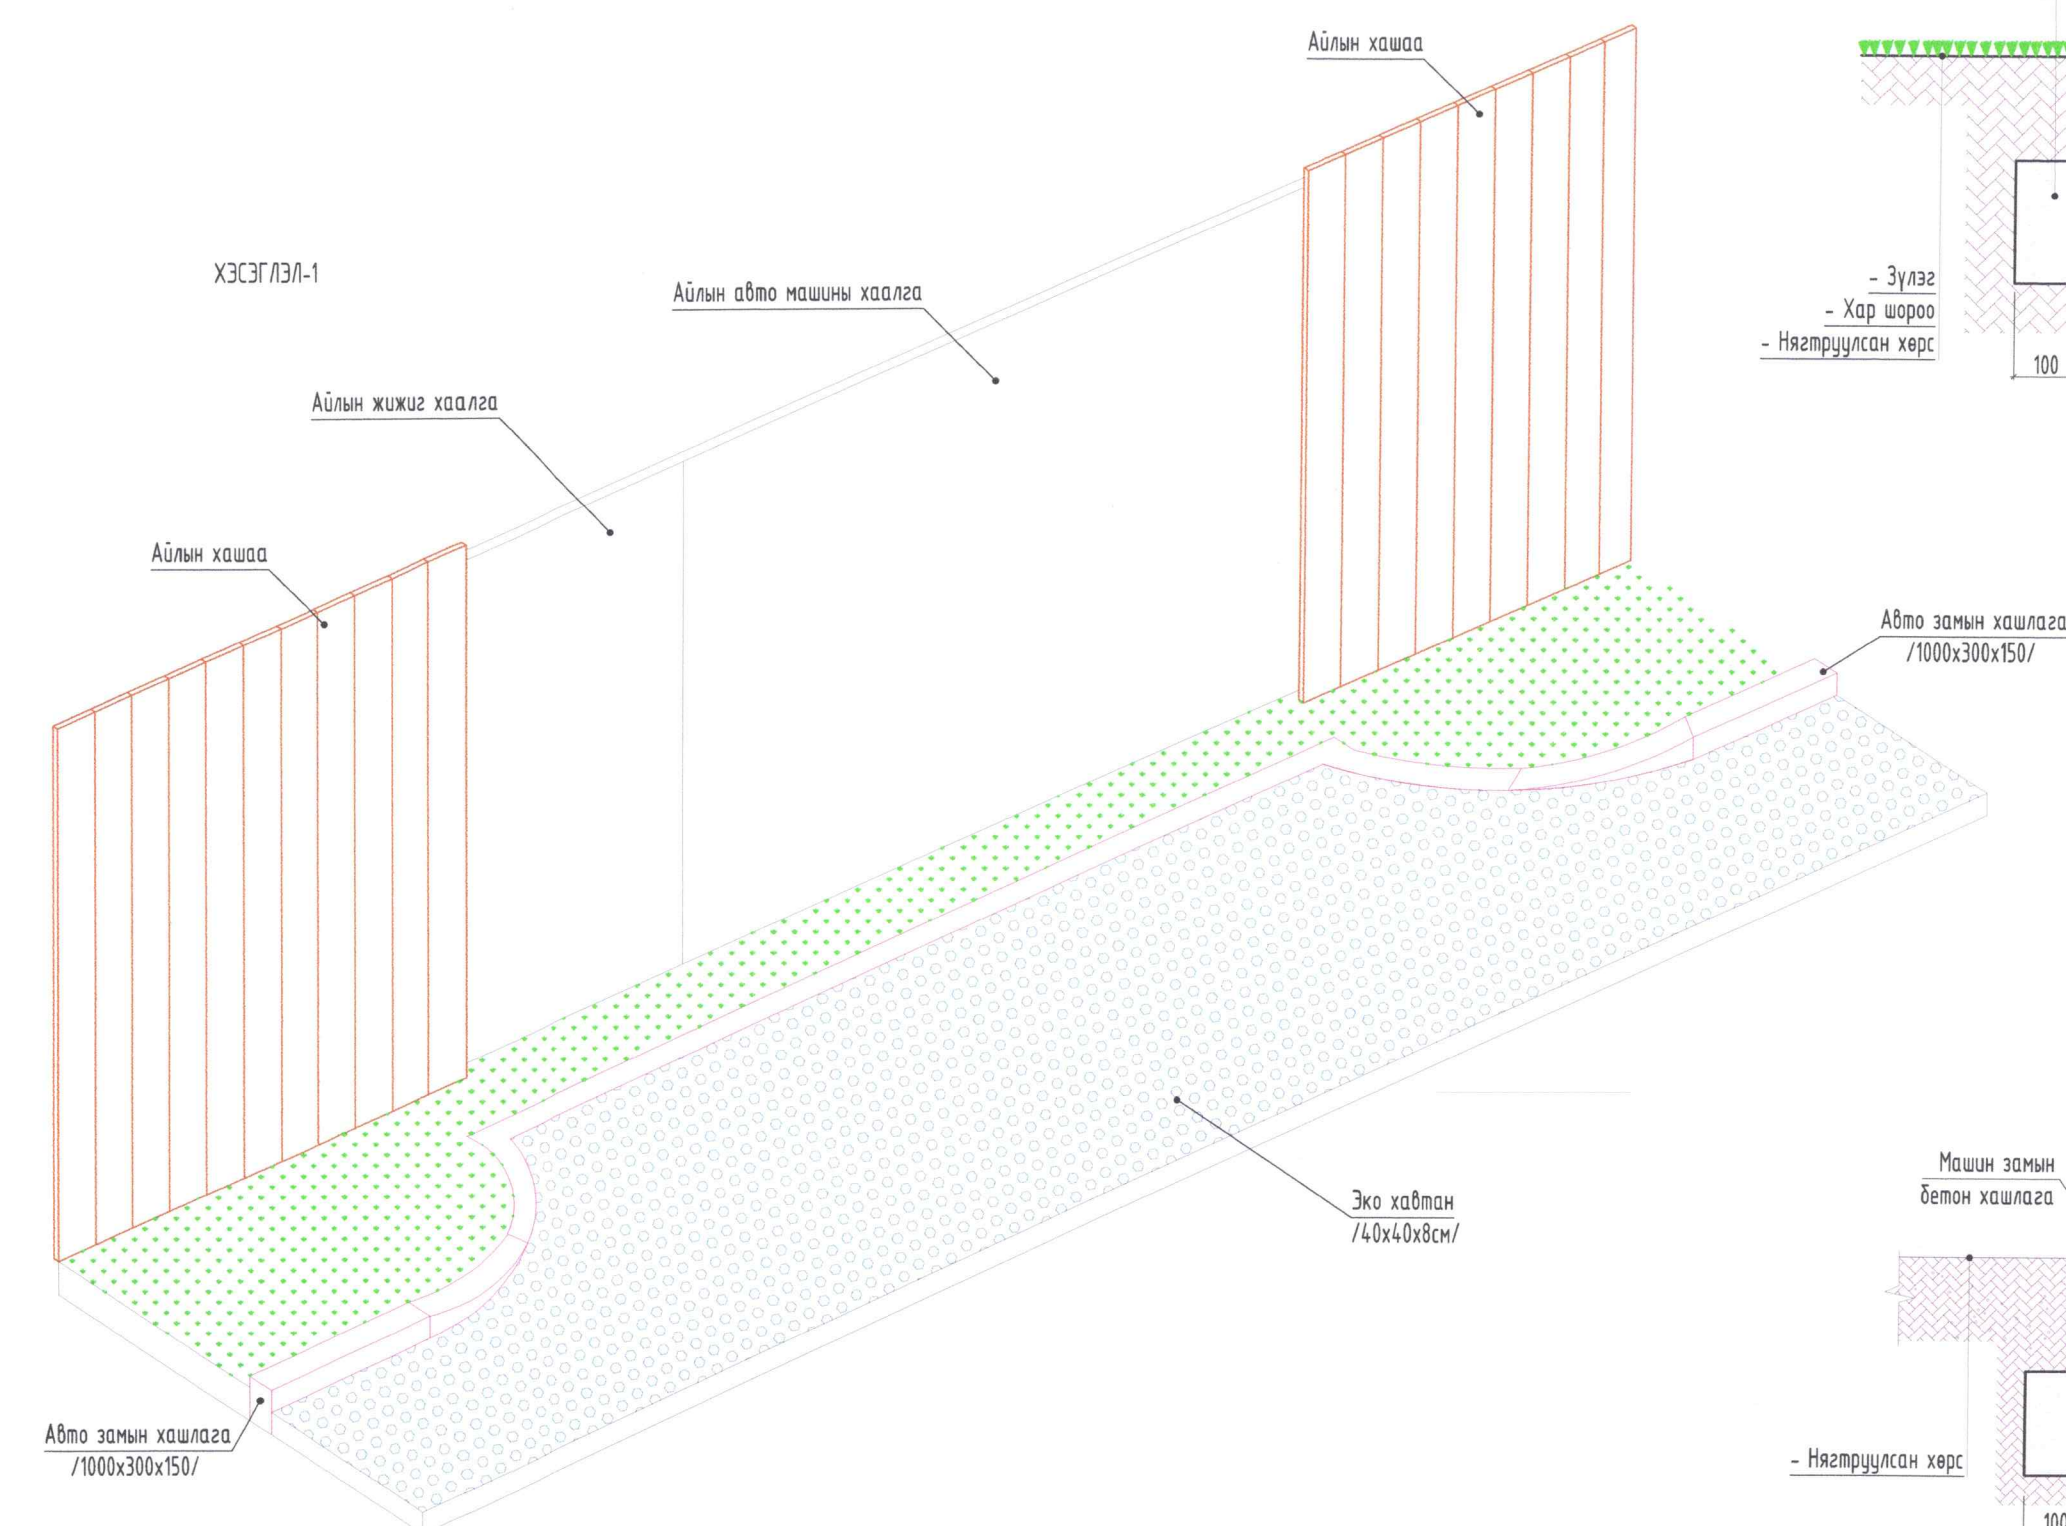 Айлын хашаа
ХЭСЭГЛЭЛ-1
Айлын авто машины хаалга
- Зүлэг
- Хар шороо
- Нягтруулсан хөрс
100
Айлын жижиг хаалга
Айлын хашаа
Авто замын хашлага
/1000x300x150/
Машин замын
бетон хашлага
Эко хавтан
/40x40x8см/
Авто замын хашлага
/1000x300x150/
- Нягтруулсан хөрс